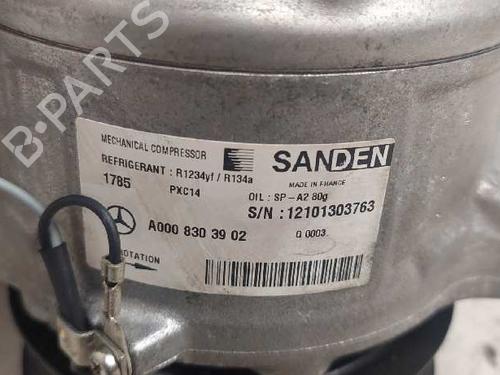 B-PARTS
MECHANICAL COMPRESSOR
SANDEN
REFRIGERANT : R1234yf / R134a
MADE IN FRANCE
1785 PXC14
OIL : SP-A2 80g
S/N :12101303763
A000 830 39 02
Q 0003
ROTATION